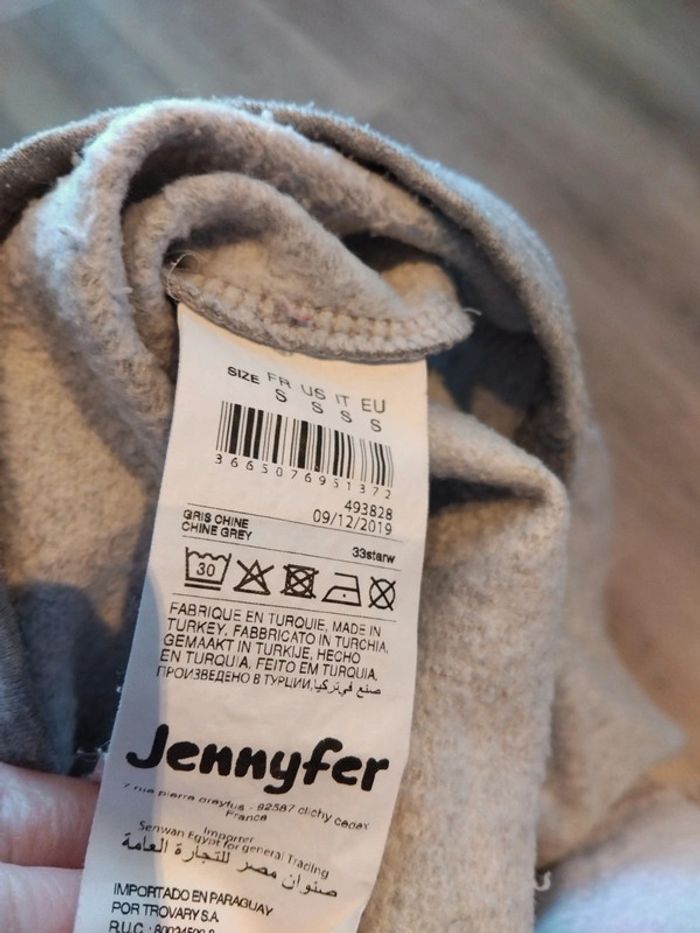 SIZE FR US IT EU
S S S S
3665076951372
493828
09/12/2019
GRIS CHINE
CHINE GREY
33starw
30
FABRIQUE EN TURQUIE, MADE IN
TURKEY, FABBRICATO IN TURCHIA,
GEMAAKT IN TURKIJE, HECHO
EN TURQUIA, FEITO EM TURQUIA,
ПРОИЗВЕДЕНО В ТУРЦИИ, صنع في تركيا
Jennyfer
7 rue pierre dreyfus - 92587 clichy cedex
France
Importer
Senwan Egypt for general Trading
صنوان مصر للتجارة العامة
IMPORTADO EN PARAGUAY
POR TROVARY S.A.
R.U.C.: